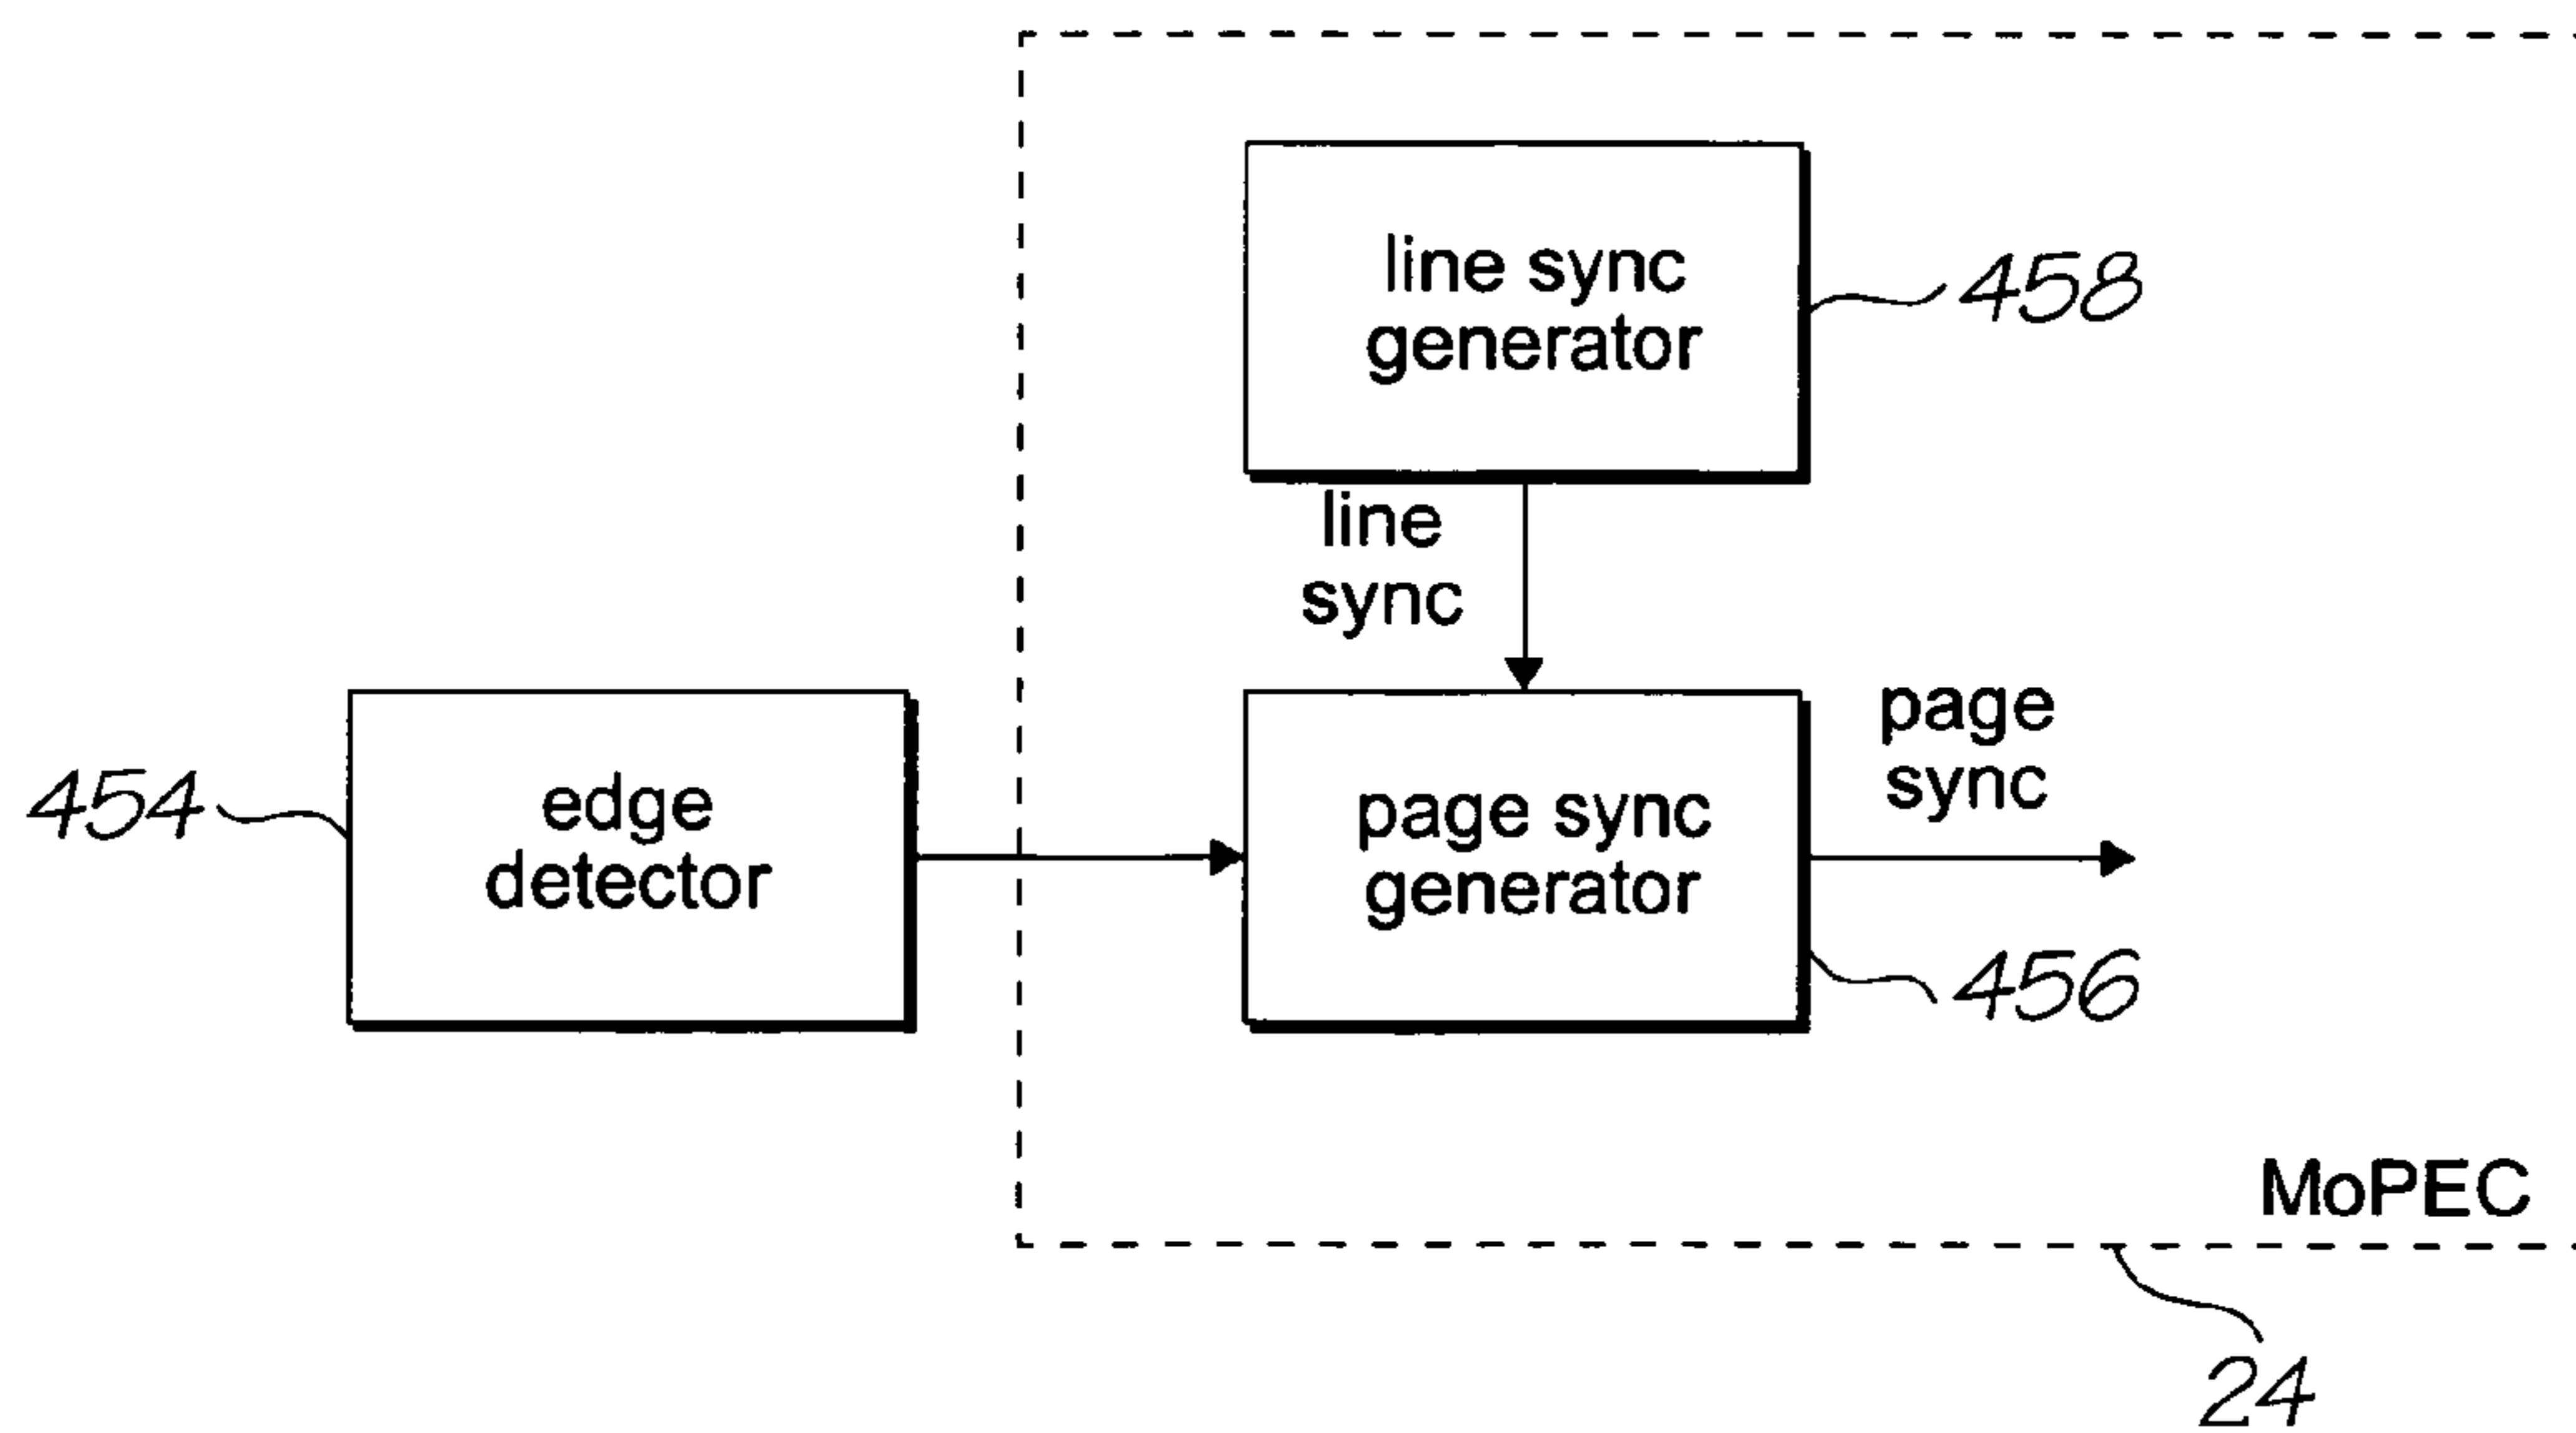 line sync
generator
458
line
sync
454
edge
detector
page sync
generator
page
sync
456
MoPEC
24